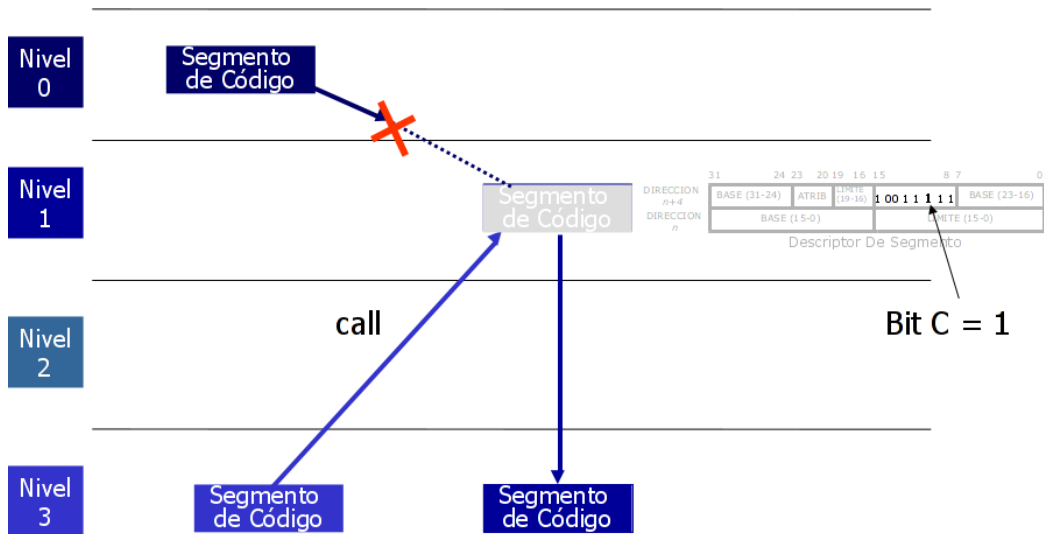 Nivel
0
Segmento
de Código
Nivel
1
Segmento
de Código
DIRECCION
n+4
DIRECCION
n
31 24 23 20 19 16 15 8 7 0
BASE (31-24) ATRIB LIMITE
(19-16) 1 00 1 1 1 1 1 BASE (23-16)
BASE (15-0) LIMITE (15-0)
Descriptor De Segmento
Nivel
2
call
Bit C = 1
Nivel
3
Segmento
de Código
Segmento
de Código